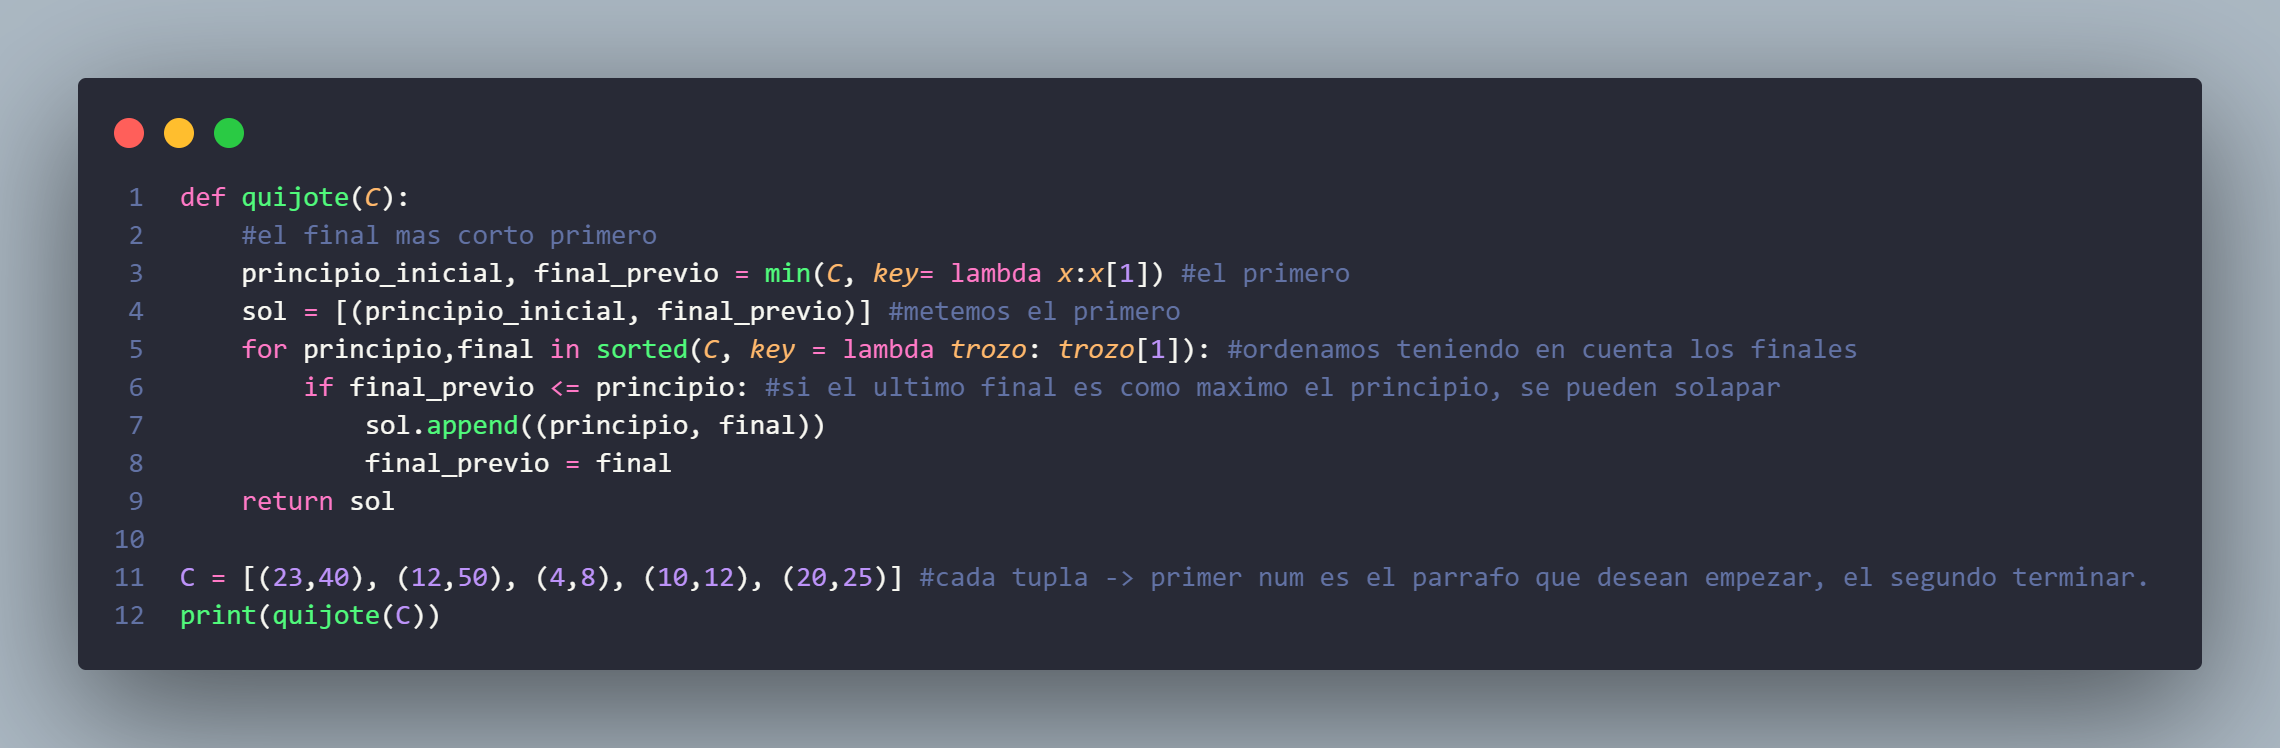 1 def quijote(C):
2     #el final mas corto primero
3     principio_inicial, final_previo = min(C, key= lambda x:x[1]) #el primero
4     sol = [(principio_inicial, final_previo)] #metemos el primero
5     for principio,final in sorted(C, key = lambda trozo: trozo[1]): #ordenamos teniendo en cuenta los finales
6         if final_previo <= principio: #si el ultimo final es como maximo el principio, se pueden solapar
7             sol.append((principio, final))
8             final_previo = final
9     return sol
10
11 C = [(23,40), (12,50), (4,8), (10,12), (20,25)] #cada tupla -> primer num es el parrafo que desean empezar, el segundo terminar.
12 print(quijote(C))